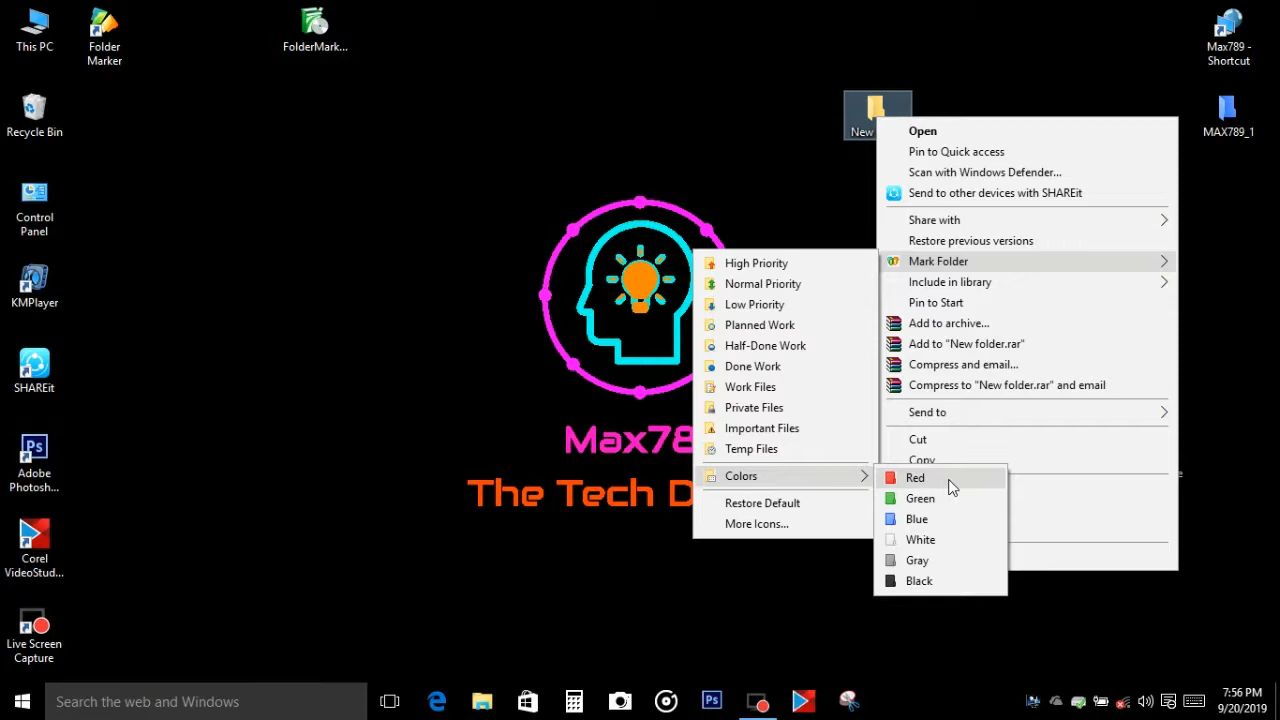 This PC
Folder
Marker
FolderMark...
Max789 -
Shortcut
Recycle Bin
MAX789_1
New
Control
Panel
KMPlayer
SHAREit
Adobe
Photosh...
Corel
VideoStud...
Live Screen
Capture
Open
Pin to Quick access
Scan with Windows Defender...
Send to other devices with SHAREit
Share with
Restore previous versions
Mark Folder
Include in library
Pin to Start
Add to archive...
Add to "New folder.rar"
Compress and email...
Compress to "New folder.rar" and email
Send to
Cut
Copy
High Priority
Normal Priority
Low Priority
Planned Work
Half-Done Work
Done Work
Work Files
Private Files
Important Files
Temp Files
Colors
Restore Default
More Icons...
Red
Green
Blue
White
Gray
Black
Max78
The Tech D
Ps
Search the web and Windows
Ps
7:56 PM
9/20/2019